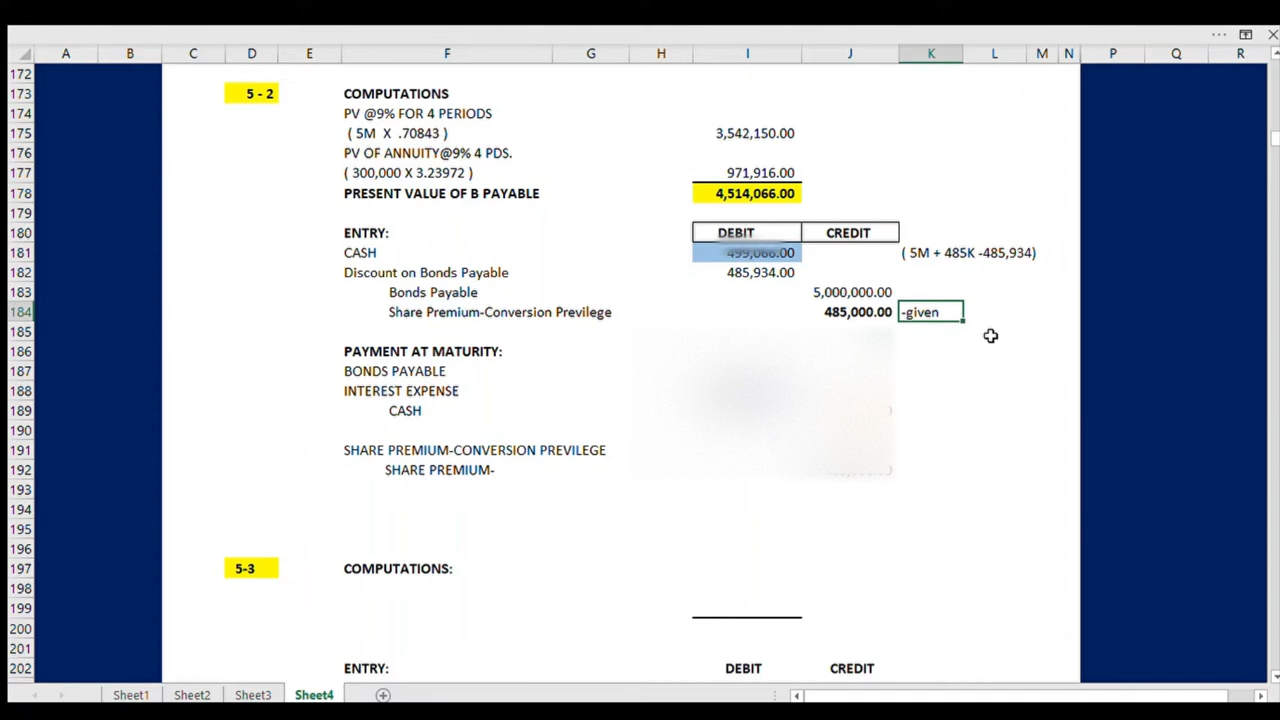 A B C D E F G H I J K L M N P Q R
172
173 5 - 2 COMPUTATIONS
174 PV @9% FOR 4 PERIODS
175 ( 5M X .70843 ) 3,542,150.00
176 PV OF ANNUITY@9% 4 PDS.
177 ( 300,000 X 3.23972 ) 971,916.00
178 PRESENT VALUE OF B PAYABLE 4,514,066.00
179
180 ENTRY: DEBIT CREDIT
181 CASH 499,066.00 ( 5M + 485K -485,934)
182 Discount on Bonds Payable 485,934.00
183 Bonds Payable 5,000,000.00
184 Share Premium-Conversion Previlege 485,000.00 -given
185
186 PAYMENT AT MATURITY:
187 BONDS PAYABLE
188 INTEREST EXPENSE
189 CASH )
190
191 SHARE PREMIUM-CONVERSION PREVILEGE
192 SHARE PREMIUM- )
193
194
195
196
197 5-3 COMPUTATIONS:
198
199
200
201
202 ENTRY: DEBIT CREDIT
Sheet1 Sheet2 Sheet3 Sheet4